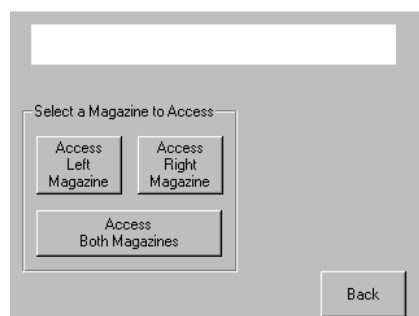 Select a Magazine to Access
Access
Left
Magazine
Access
Right
Magazine
Access
Both Magazines
Back